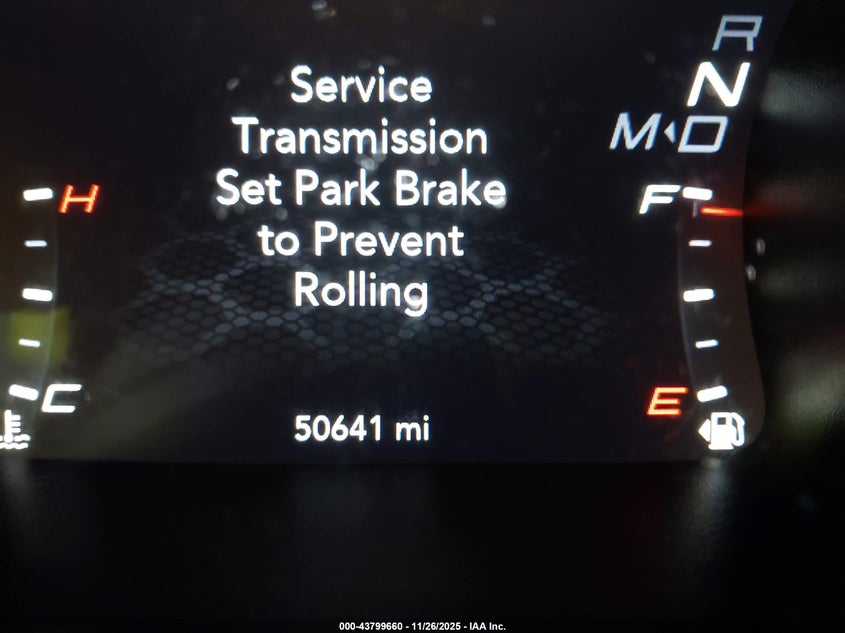 R
N
M D
Service
Transmission
Set Park Brake
to Prevent
Rolling
H
F
C
E
50641 mi
000-43799660 - 11/26/2025 - IAA Inc.